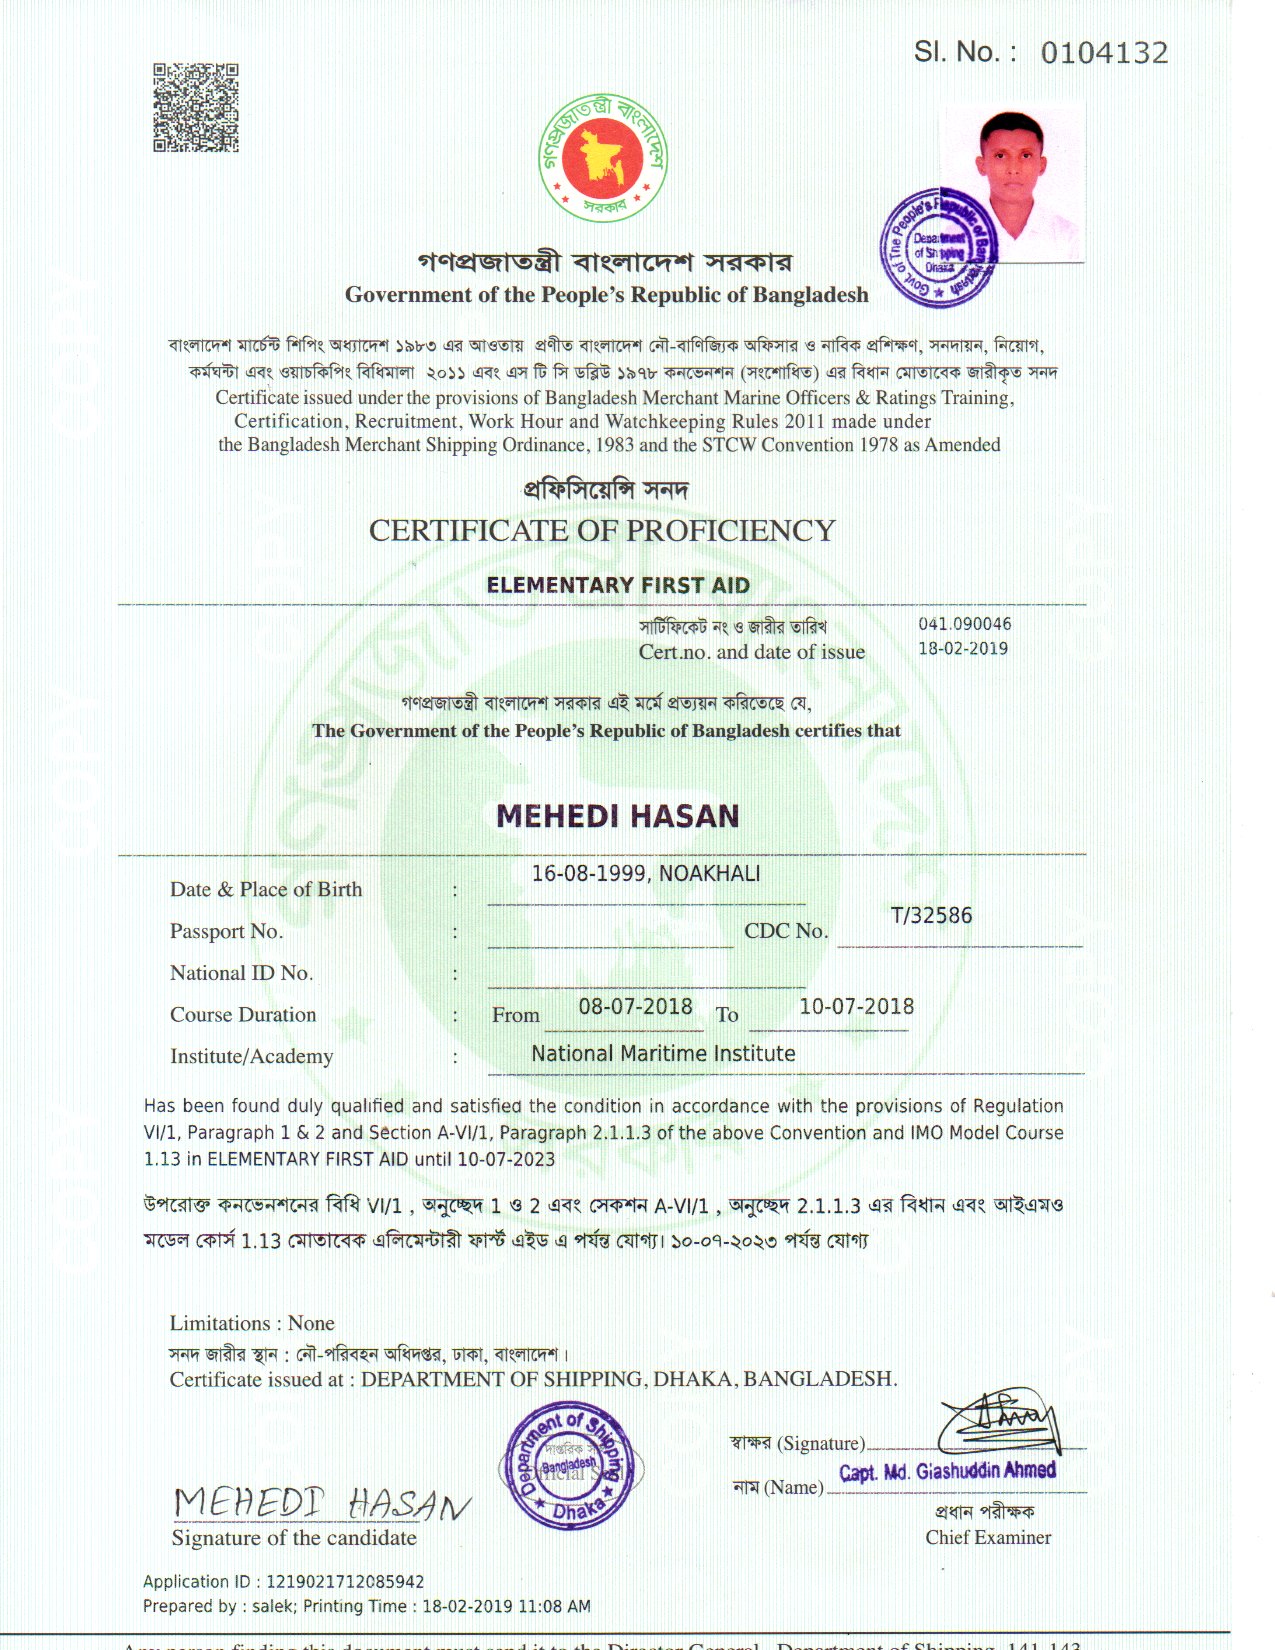 Sl. No. : 0104132
গণপ্রজাতন্ত্রী বাংলাদেশ
সরকার
Govt. of The People's Republic of Bangladesh
Department
of Shipping
Dhaka
গণপ্রজাতন্ত্রী বাংলাদেশ সরকার
Government of the People's Republic of Bangladesh
বাংলাদেশ মার্চেন্ট শিপিং অধ্যাদেশ ১৯৮৩ এর আওতায় প্রণীত বাংলাদেশ নৌ-বাণিজ্যিক অফিসার ও নাবিক প্রশিক্ষণ, সনদায়ন, নিয়োগ,
কর্মঘন্টা এবং ওয়াচকিপিং বিধিমালা ২০১১ এবং এস টি সি ডব্লিউ ১৯৭৮ কনভেনশন (সংশোধিত) এর বিধান মোতাবেক জারীকৃত সনদ
Certificate issued under the provisions of Bangladesh Merchant Marine Officers & Ratings Training,
Certification, Recruitment, Work Hour and Watchkeeping Rules 2011 made under
the Bangladesh Merchant Shipping Ordinance, 1983 and the STCW Convention 1978 as Amended
প্রফিসিয়েন্সি সনদ
CERTIFICATE OF PROFICIENCY
ELEMENTARY FIRST AID
সার্টিফিকেট নং ও জারীর তারিখ 041.090046
Cert.no. and date of issue 18-02-2019
গণপ্রজাতন্ত্রী বাংলাদেশ সরকার এই মর্মে প্রত্যয়ন করিতেছে যে,
The Government of the People's Republic of Bangladesh certifies that
MEHEDI HASAN
Date & Place of Birth : 16-08-1999, NOAKHALI
Passport No. : CDC No. T/32586
National ID No. :
Course Duration : From 08-07-2018 To 10-07-2018
Institute/Academy : National Maritime Institute
Has been found duly qualified and satisfied the condition in accordance with the provisions of Regulation
VI/1, Paragraph 1 & 2 and Section A-VI/1, Paragraph 2.1.1.3 of the above Convention and IMO Model Course
1.13 in ELEMENTARY FIRST AID until 10-07-2023
উপরোক্ত কনভেনশনের বিধি VI/1 , অনুচ্ছেদ 1 ও 2 এবং সেকশন A-VI/1 , অনুচ্ছেদ 2.1.1.3 এর বিধান এবং আইএমও
মডেল কোর্স 1.13 মোতাবেক এলিমেন্টারী ফার্স্ট এইড এ পর্যন্ত যোগ্য। ১০-০৭-২০২৩ পর্যন্ত যোগ্য
Limitations : None
সনদ জারীর স্থান : নৌ-পরিবহন অধিদপ্তর, ঢাকা, বাংলাদেশ।
Certificate issued at : DEPARTMENT OF SHIPPING, DHAKA, BANGLADESH.
Department of Shipping
Bangladesh
Dhaka
স্বাক্ষর (Signature)
নাম (Name) Capt. Md. Giashuddin Ahmed
প্রধান পরীক্ষক
Chief Examiner
MEHEDI HASAN
Signature of the candidate
Application ID : 1219021712085942
Prepared by : salek; Printing Time : 18-02-2019 11:08 AM
Any person finding this document must send it to the Director General, Department of Shipping, 141-143